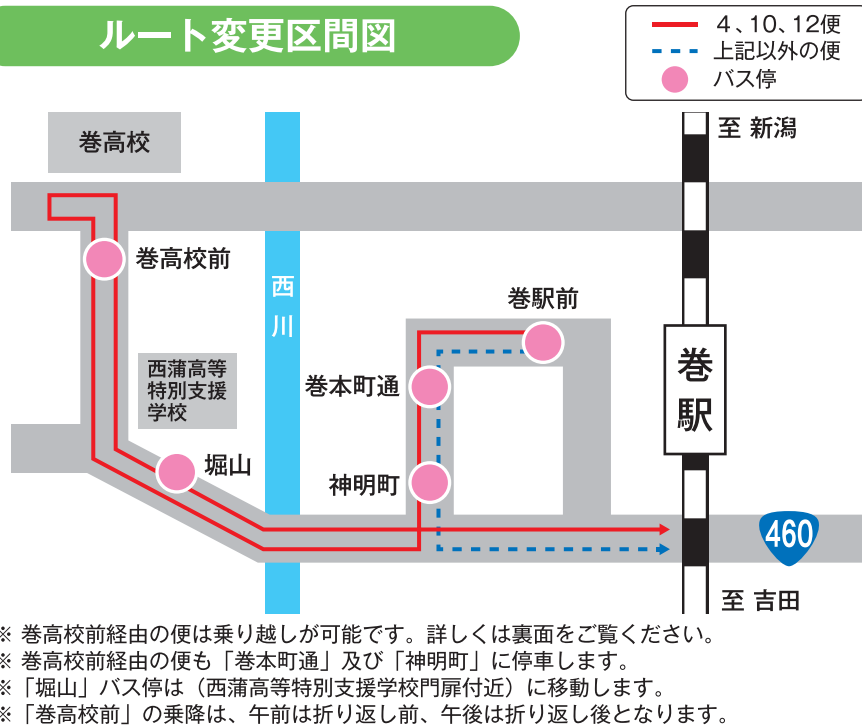 ルート変更区間図
4、10、12便
上記以外の便
バス停
至 新潟
巻高校
巻高校前
西川
巻駅前
巻駅
西蒲高等
特別支援
学校
巻本町通
堀山
神明町
460
至 吉田
※ 巻高校前経由の便は乗り越しが可能です。詳しくは裏面をご覧ください。
※ 巻高校前経由の便も「巻本町通」及び「神明町」に停車します。
※「堀山」バス停は（西蒲高等特別支援学校門扉付近）に移動します。
※「巻高校前」の乗降は、午前は折り返し前、午後は折り返し後となります。